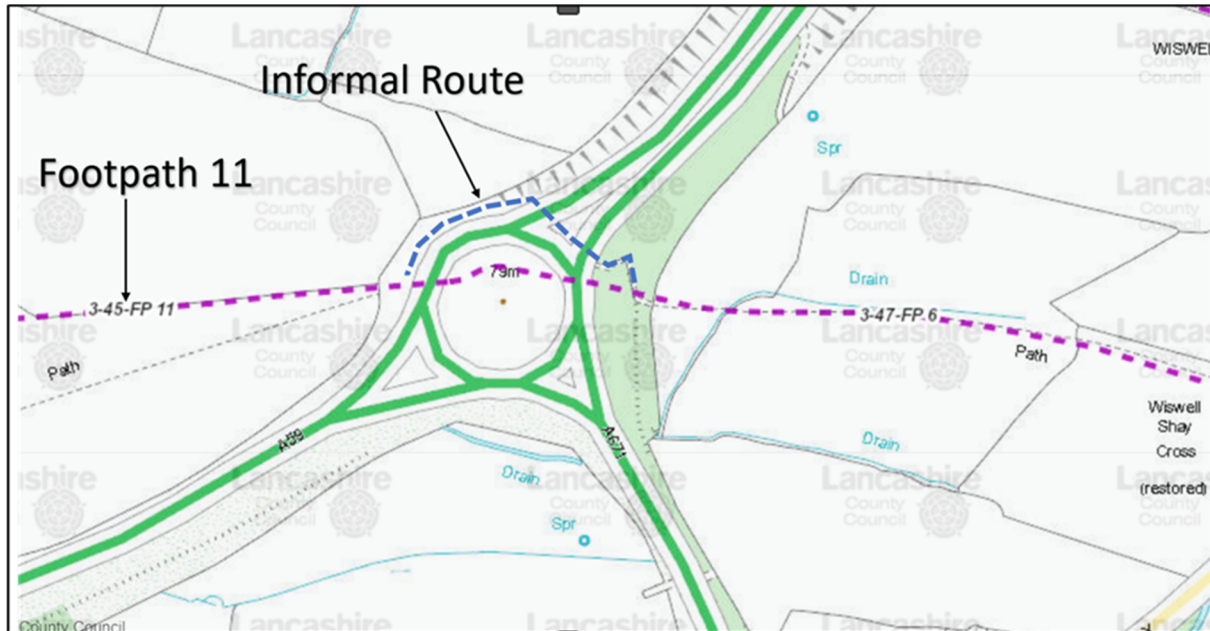 Lancashire
County
Council
WISWE
Informal Route
Spr
Footpath 11
79m
Drain
3-45-FP 11
3-47-FP 6
Path
Path
Wiswell
Shay
Cross
(restored)
A59
A671
Drain
Drain
Spr
County Council